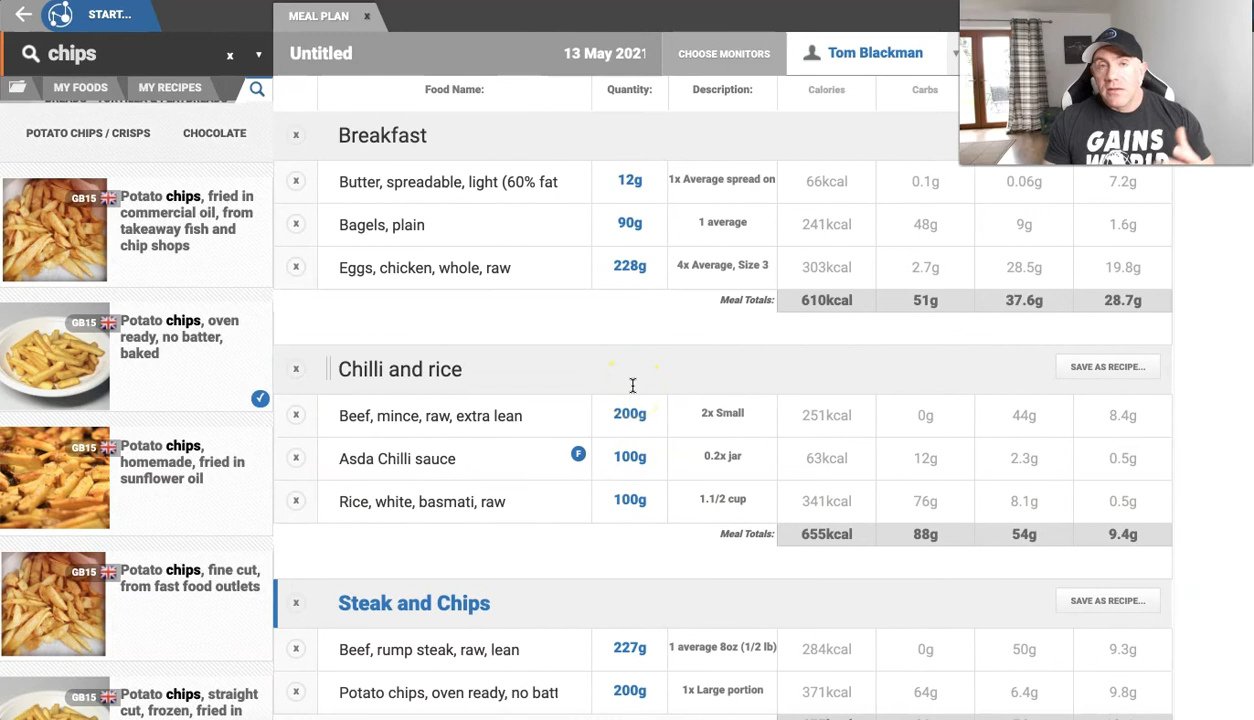 START...
MEAL PLAN x
chips x
Untitled 13 May 2021 CHOOSE MONITORS Tom Blackman
MY FOODS MY RECIPES
POTATO CHIPS / CRISPS CHOCOLATE
GB15 Potato chips, fried in
commercial oil, from
takeaway fish and
chip shops
GB15 Potato chips, oven
ready, no batter,
baked
GB15 Potato chips,
homemade, fried in
sunflower oil
GB15 Potato chips, fine cut,
from fast food outlets
GB15 Potato chips, straight
cut, frozen, fried in
Food Name: Quantity: Description: Calories Carbs
x Breakfast
x Butter, spreadable, light (60% fat 12g 1x Average spread on 66kcal 0.1g 0.06g 7.2g
x Bagels, plain 90g 1 average 241kcal 48g 9g 1.6g
x Eggs, chicken, whole, raw 228g 4x Average, Size 3 303kcal 2.7g 28.5g 19.8g
Meal Totals: 610kcal 51g 37.6g 28.7g
x Chilli and rice SAVE AS RECIPE...
x Beef, mince, raw, extra lean 200g 2x Small 251kcal 0g 44g 8.4g
x Asda Chilli sauce F 100g 0.2x jar 63kcal 12g 2.3g 0.5g
x Rice, white, basmati, raw 100g 1.1/2 cup 341kcal 76g 8.1g 0.5g
Meal Totals: 655kcal 88g 54g 9.4g
x Steak and Chips SAVE AS RECIPE...
x Beef, rump steak, raw, lean 227g 1 average 8oz (1/2 lb) 284kcal 0g 50g 9.3g
x Potato chips, oven ready, no batt 200g 1x Large portion 371kcal 64g 6.4g 9.8g
GAINS
WORLD